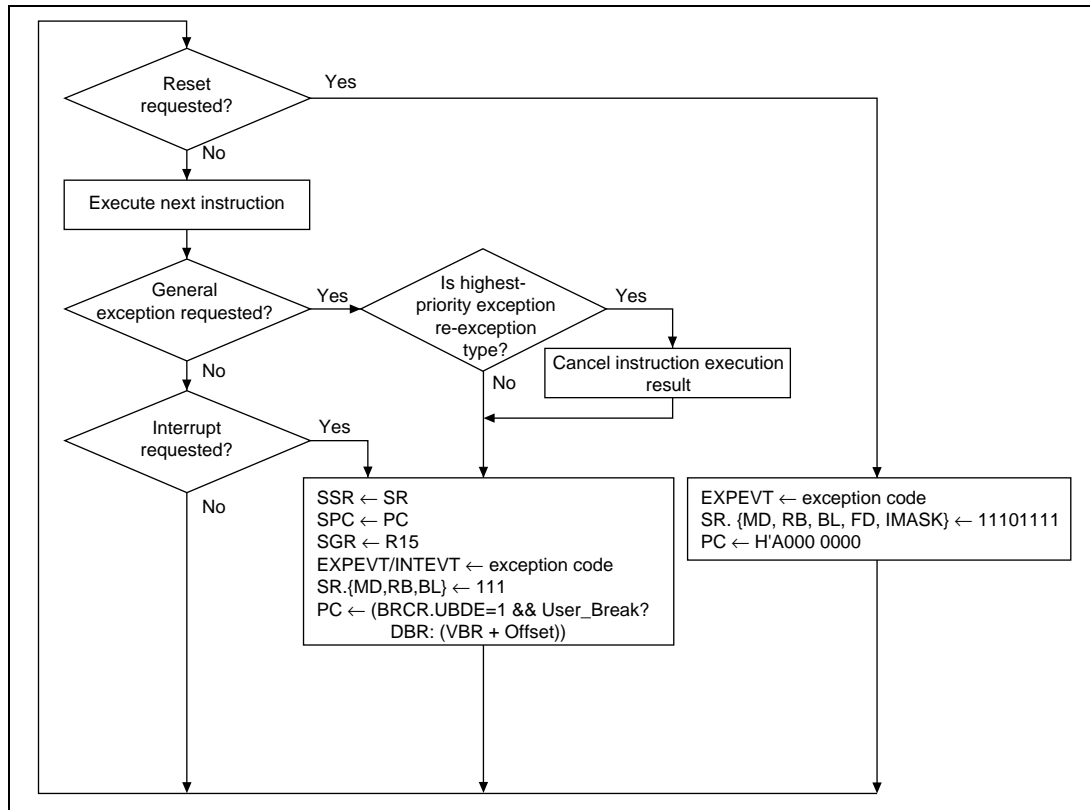 Reset
requested?
Yes
No
Execute next instruction
General
exception requested?
Yes
Is highest-
priority exception
re-exception
type?
Yes
Cancel instruction execution
result
No
No
Interrupt
requested?
Yes
No
SSR ← SR
SPC ← PC
SGR ← R15
EXPEVT/INTEVT ← exception code
SR.{MD,RB,BL} ← 111
PC ← (BRCR.UBDE=1 && User_Break?
DBR: (VBR + Offset))
EXPEVT ← exception code
SR. {MD, RB, BL, FD, IMASK} ← 11101111
PC ← H'A000 0000